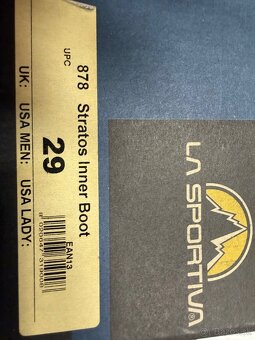 878 Stratos Inner Boot
UPC
29
EAN13
UK:
USA MEN:
USA LADY:
LA SPORTIVA®